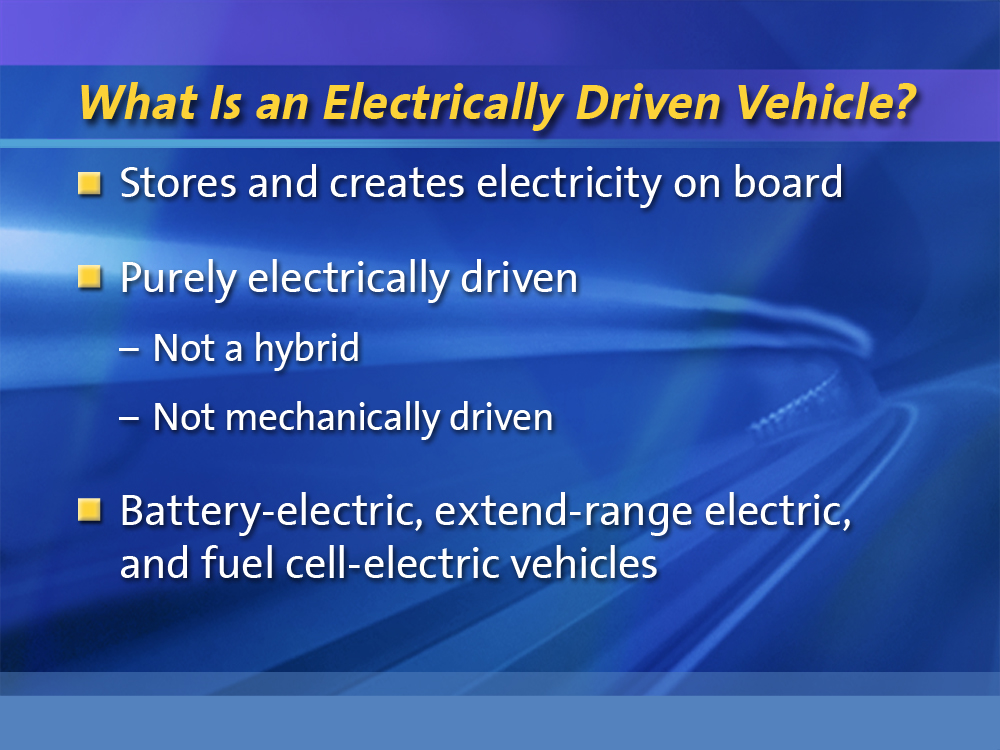 What Is an Electrically Driven Vehicle?
Stores and creates electricity on board
Purely electrically driven
– Not a hybrid
– Not mechanically driven
Battery-electric, extend-range electric,
and fuel cell-electric vehicles